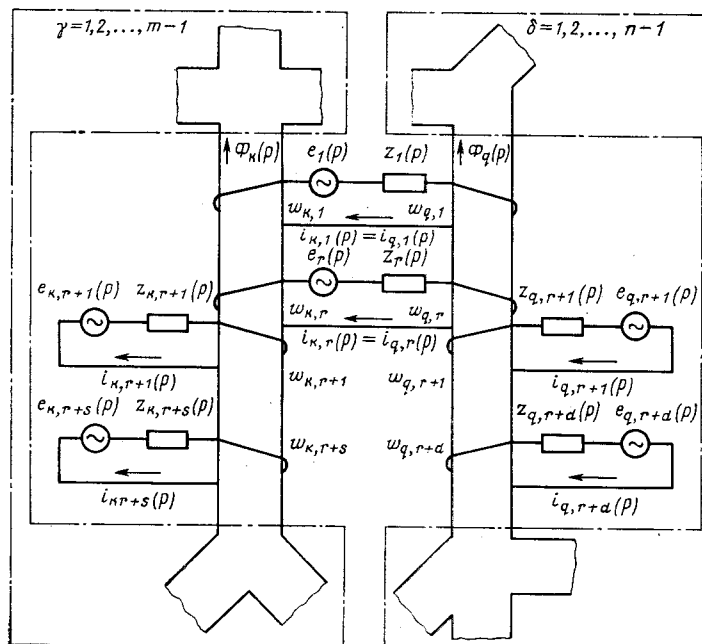 γ=1,2,..., m−1
δ=1,2,..., n−1
Φк(p)
Φq(p)
e1(p)
z1(p)
wк,1
wq,1
iк,1(p)=iq,1(p)
er(p)
zr(p)
wк,r
wq,r
iк,r(p)=iq,r(p)
eк,r+1(p)
zк,r+1(p)
zq,r+1(p)
eq,r+1(p)
iк,r+1(p)
wк,r+1
wq,r+1
iq,r+1(p)
eк,r+s(p)
zк,r+s(p)
zq,r+d(p)
eq,r+d(p)
wк,r+s
wq,r+d
iкr+s(p)
iq,r+d(p)